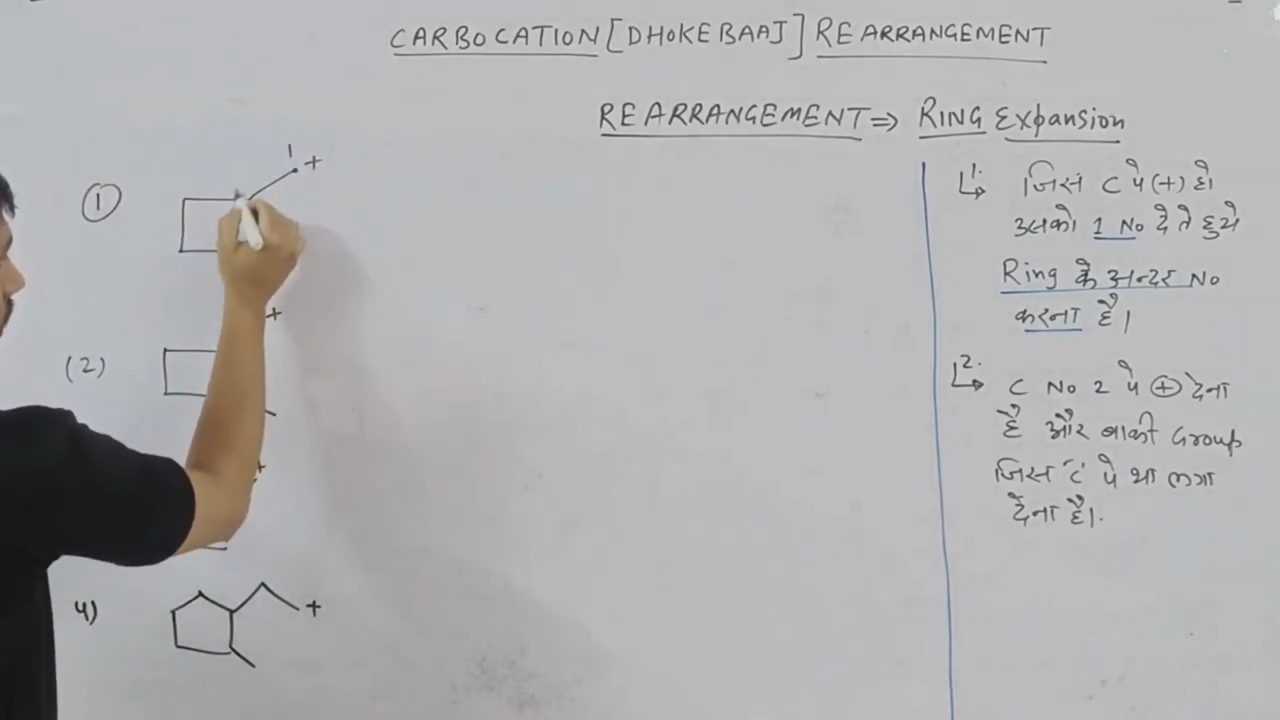 CARBOCATION [DHOKEBAAJ] REARRANGEMENT
REARRANGEMENT ⇒ RING Expansion
1. जिस C पे (+) हो
उसको 1 No देते हुये
Ring के अन्दर No
करना है।
2. C No 2 पे ⊕ देना
है और बाकी Group
जिस 'C' पे था लगा
देना है।
① 1 +
+
(2)
+
4) +